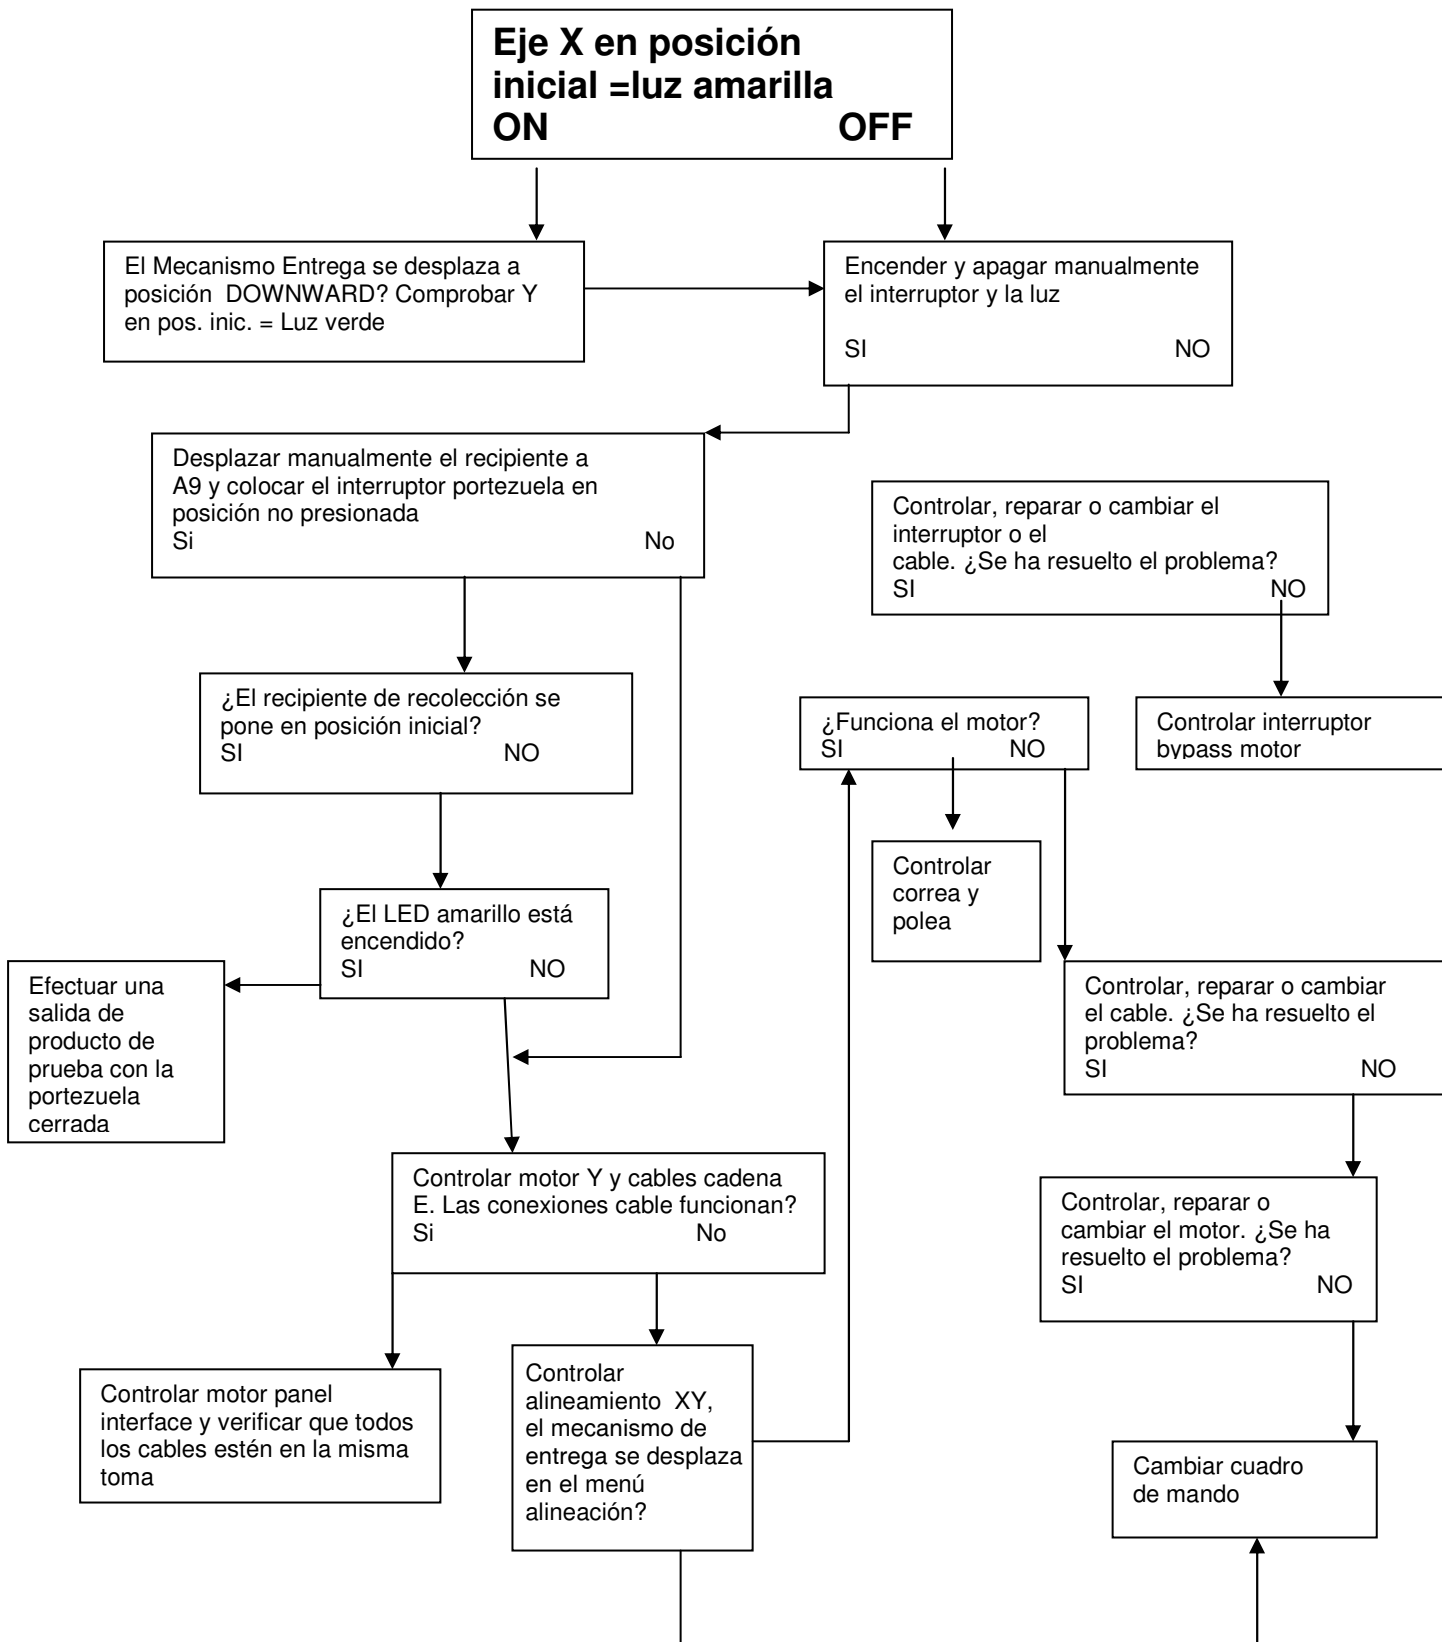 Eje X en posición
inicial =luz amarilla
ON OFF
El Mecanismo Entrega se desplaza a
posición DOWNWARD? Comprobar Y
en pos. inic. = Luz verde
Encender y apagar manualmente
el interruptor y la luz
SI NO
Desplazar manualmente el recipiente a
A9 y colocar el interruptor portezuela en
posición no presionada
Si No
Controlar, reparar o cambiar el
interruptor o el
cable. ¿Se ha resuelto el problema?
SI NO
¿El recipiente de recolección se
pone en posición inicial?
SI NO
¿Funciona el motor?
SI NO
Controlar interruptor
bypass motor
Controlar
correa y
polea
¿El LED amarillo está
encendido?
SI NO
Efectuar una
salida de
producto de
prueba con la
portezuela
cerrada
Controlar, reparar o cambiar
el cable. ¿Se ha resuelto el
problema?
SI NO
Controlar motor Y y cables cadena
E. Las conexiones cable funcionan?
Si No
Controlar, reparar o
cambiar el motor. ¿Se ha
resuelto el problema?
SI NO
Controlar motor panel
interface y verificar que todos
los cables estén en la misma
toma
Controlar
alineamiento XY,
el mecanismo de
entrega se desplaza
en el menú
alineación?
Cambiar cuadro
de mando